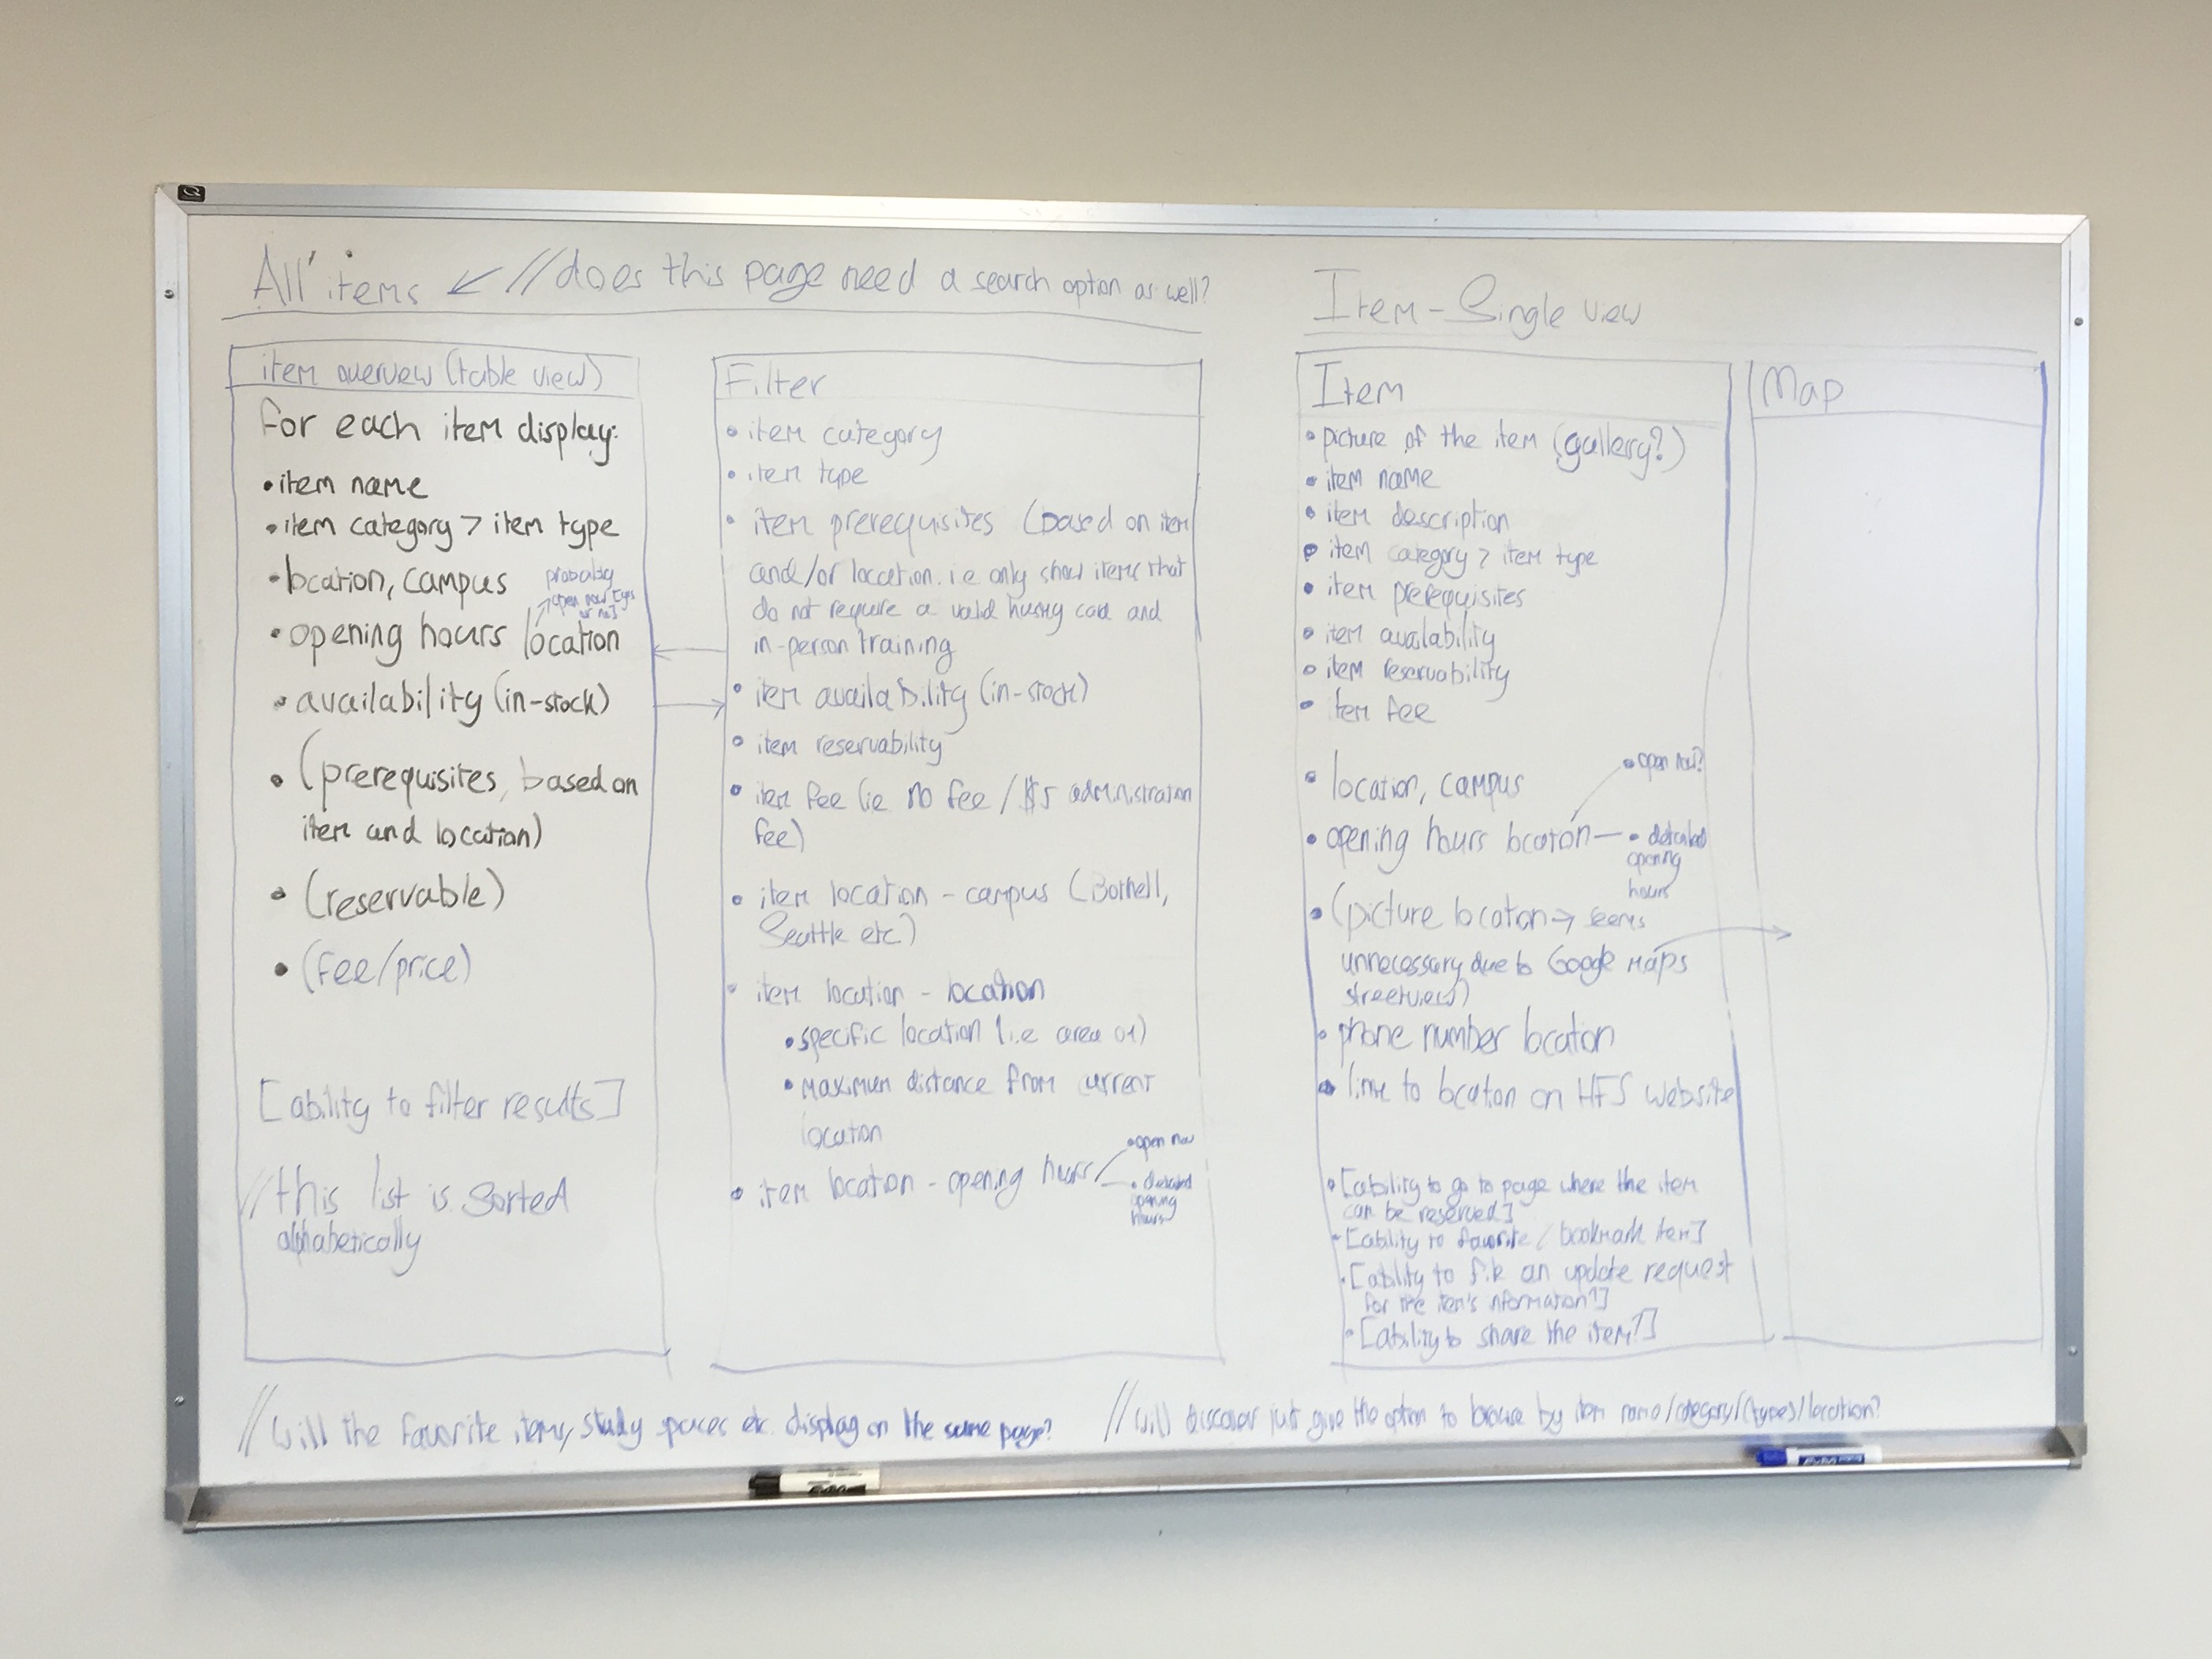 All items ↙ //does this page need a search option as well?
item overview (table view)
for each item display:
• item name
• item category > item type
• location, campus
probably
open now [yes
or no]
• opening hours location
• availability (in-stock)
• (prerequisites, based on
item and location)
• (reservable)
• (fee/price)
[ability to filter results]
//this list is sorted
alphabetically
Filter
• item category
• item type
• item prerequisites (based on item
and/or location. i.e only show items that
do not require a valid husky card and
in-person training
• item availability (in-stock)
• item reservability
• item fee (ie no fee / $5 administration
fee)
• item location - campus (Bothell,
Seattle etc)
• item location - location
• specific location (i.e area 01)
• maximum distance from current
location
• item location - opening hours
• open now
• detailed
opening
hours
Item - Single view
Item
• picture of the item (gallery?)
• item name
• item description
• item category > item type
• item prerequisites
• item availability
• item reservability
• item fee
• location, campus
• open now?
• opening hours location — • detailed
opening
hours
• (picture location → seems
unnecessary due to Google Maps
streetview)
• phone number location
• link to location on HFS website
• [ability to go to page where the item
can be reserved]
• [ability to favorite / bookmark item]
• [ability to file an update request
for the item's information?]
• [ability to share the item?]
Map
//will the favorite items, study spaces etc. display on the same page?
//will discover just give the option to browse by item name/category/(types)/location?